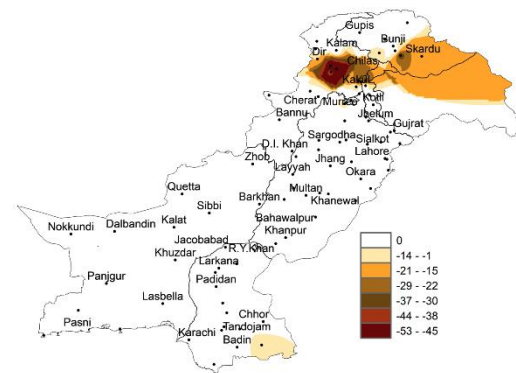 Gupis
Kalam
Bunji
Dir
Skardu
Chilas
Kakul
Cherat
Murree
Kotli
Bannu
Jhelum
Gujrat
Sargodha
Sialkot
D.I. Khan
Lahore
Zhob
Jhang
Layyah
Okara
Quetta
Multan
Sibbi
Barkhan
Khanewal
Nokkundi
Dalbandin
Kalat
Bahawalpur
Khanpur
Jacobabad
R.Y.Khan
Khuzdar
Larkana
Panjgur
Padidan
Lasbella
Chhor
Pasni
Karachi
Tandojam
Badin
0
-14 - -1
-21 - -15
-29 - -22
-37 - -30
-44 - -38
-53 - -45